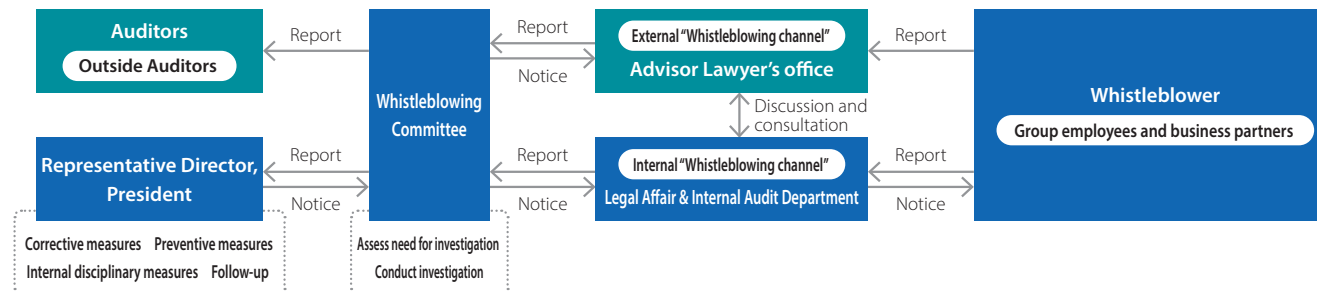 Auditors
Outside Auditors
Report
Whistleblowing
Committee
Report
Notice
External “Whistleblowing channel”
Advisor Lawyer’s office
Report
Discussion and
consultation
Whistleblower
Group employees and business partners
Representative Director,
President
Report
Notice
Report
Notice
Internal “Whistleblowing channel”
Legal Affair & Internal Audit Department
Report
Notice
Corrective measures Preventive measures
Internal disciplinary measures Follow-up
Assess need for investigation
Conduct investigation